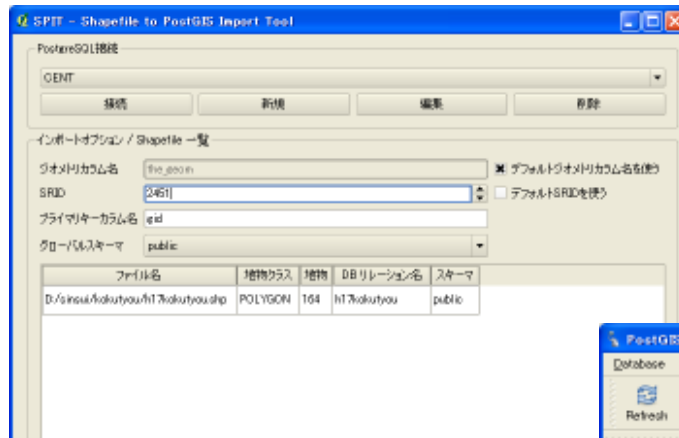 SPIT - Shapefile to PostGIS Import Tool
PostgreSQL接続
GENT
接続 新規 編集 削除
インポートオプション / Shapefile 一覧
ジオメトリカラム名 the_geom デフォルトジオメトリカラム名を使う
SRID 2451 デフォルトSRIDを使う
プライマリキーカラム名 gid
グローバルスキーマ public
ファイル名 地物クラス 地物 DBリレーション名 スキーマ
D:/sinsui/kokutyou/h17kokutyou.shp POLYGON 164 h17kokutyou public
PostGIS
Database
Refresh